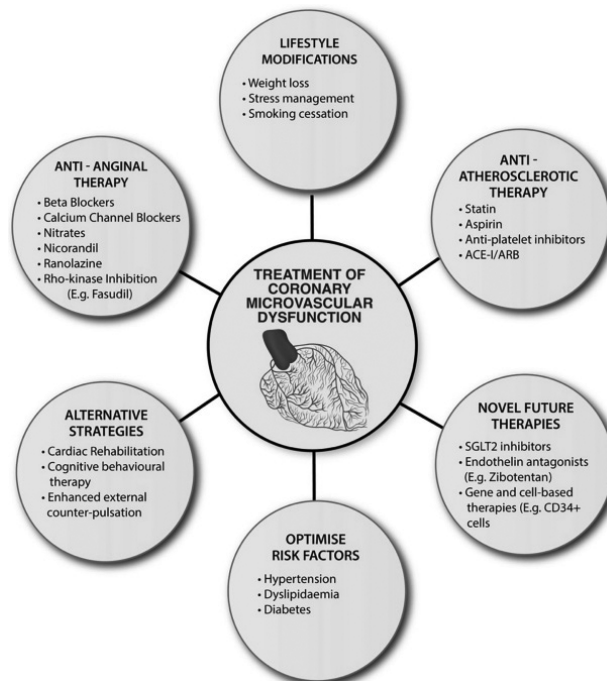 LIFESTYLE
MODIFICATIONS
• Weight loss
• Stress management
• Smoking cessation
ANTI - ANGINAL
THERAPY
• Beta Blockers
• Calcium Channel Blockers
• Nitrates
• Nicorandil
• Ranolazine
• Rho-kinase Inhibition
(E.g. Fasudil)
ANTI -
ATHEROSCLEROTIC
THERAPY
• Statin
• Aspirin
• Anti-platelet inhibitors
• ACE-I/ARB
TREATMENT OF
CORONARY
MICROVASCULAR
DYSFUNCTION
ALTERNATIVE
STRATEGIES
• Cardiac Rehabilitation
• Cognitive behavioural
therapy
• Enhanced external
counter-pulsation
NOVEL FUTURE
THERAPIES
• SGLT2 inhibitors
• Endothelin antagonists
(E.g. Zibotentan)
• Gene and cell-based
therapies (E.g. CD34+
cells
OPTIMISE
RISK FACTORS
• Hypertension
• Dyslipidaemia
• Diabetes